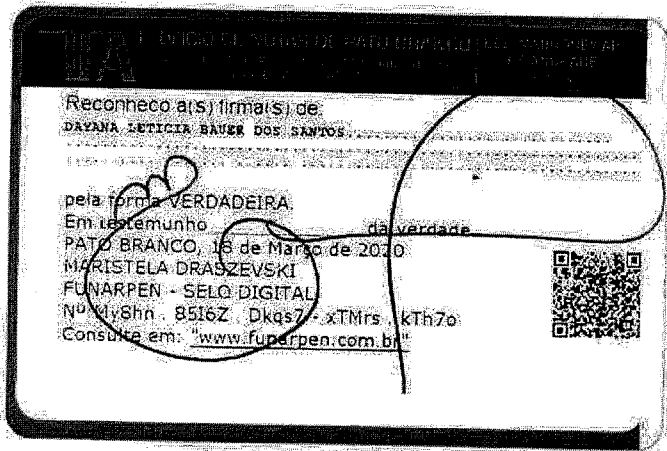 Reconheço a(s) firma(s) de:
DAYANA LETICIA BAUER DOS SANTOS
pela forma VERDADEIRA
Em testemunho da verdade
PATO BRANCO, 18 de Março de 2020
MARISTELA DRASZEVSKI
FUNARPEN - SELO DIGITAL
Nº My8hn . 85I6Z Dkqs7 - xTMrs , kTh7o
Consulte em: "www.funarpen.com.br"